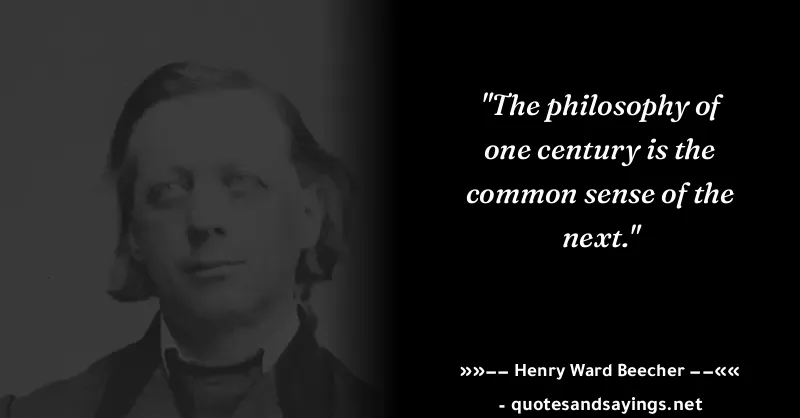 "The philosophy of
one century is the
common sense of the
next."
»»−− Henry Ward Beecher −−««
- quotesandsayings.net